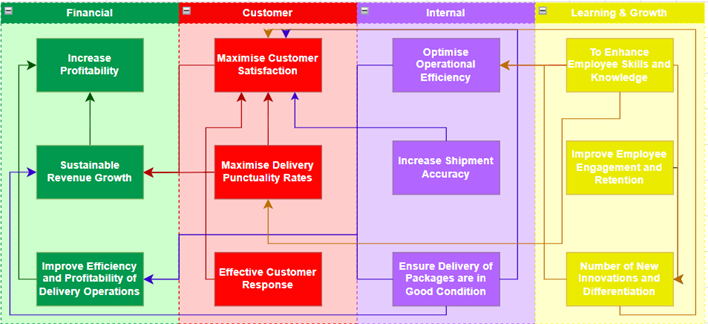 Financial
Customer
Internal
Learning & Growth
Increase
Profitability
Maximise Customer
Satisfaction
Optimise
Operational
Efficiency
To Enhance
Employee Skills and
Knowledge
Sustainable
Revenue Growth
Maximise Delivery
Punctuality Rates
Increase Shipment
Accuracy
Improve Employee
Engagement and
Retention
Improve Efficiency
and Profitability of
Delivery Operations
Effective Customer
Response
Ensure Delivery of
Packages are in
Good Condition
Number of New
Innovations and
Differentiation